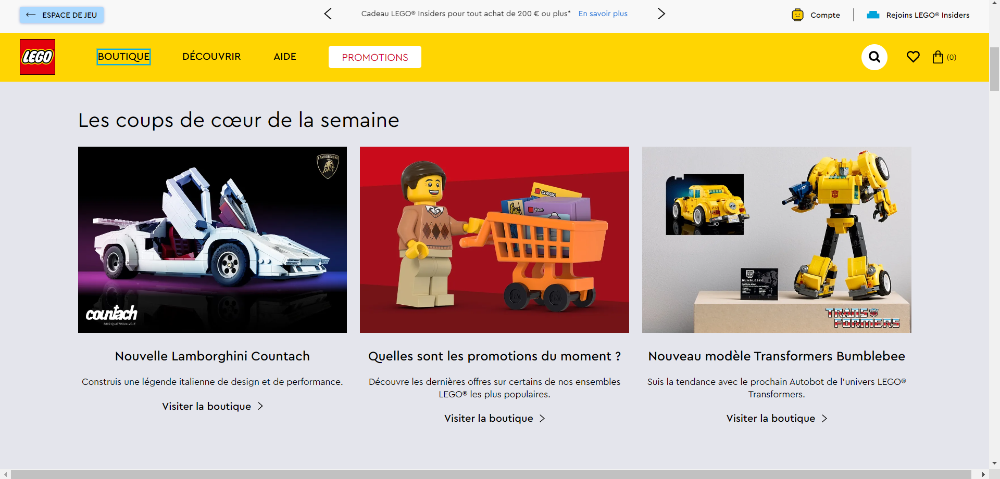 ESPACE DE JEU
Cadeau LEGO® Insiders pour tout achat de 200 € ou plus* En savoir plus
Compte
Rejoins LEGO® Insiders
LEGO
BOUTIQUE
DÉCOUVRIR
AIDE
PROMOTIONS
(0)
Les coups de cœur de la semaine
LAMBORGHINI
countach
5000 QUATTROVALVOLE
CLASSIC
friends
BUMBLEBEE
TRANSFORMERS
Nouvelle Lamborghini Countach
Construis une légende italienne de design et de performance.
Visiter la boutique
Quelles sont les promotions du moment ?
Découvre les dernières offres sur certains de nos ensembles
LEGO® les plus populaires.
Visiter la boutique
Nouveau modèle Transformers Bumblebee
Suis la tendance avec le prochain Autobot de l'univers LEGO®
Transformers.
Visiter la boutique